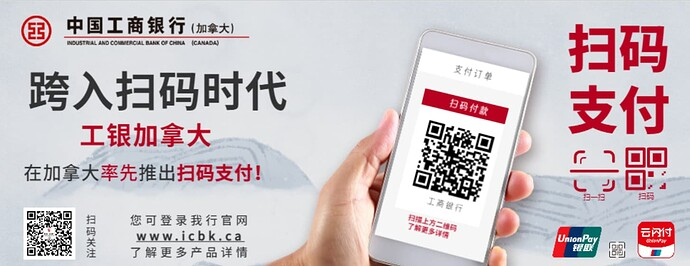 中国工商银行(加拿大)
INDUSTRIAL AND COMMERCIAL BANK OF CHINA (CANADA)
跨入扫码时代
工银加拿大
在加拿大率先推出扫码支付!
扫码关注
您可登录我行官网
www.icbk.ca
了解更多产品详情
支付订单
扫码付款
工商银行
扫描上方二维码
了解更多详情
扫码
支付
扫一扫
扫码
UnionPay
银联
云闪付
UnionPay